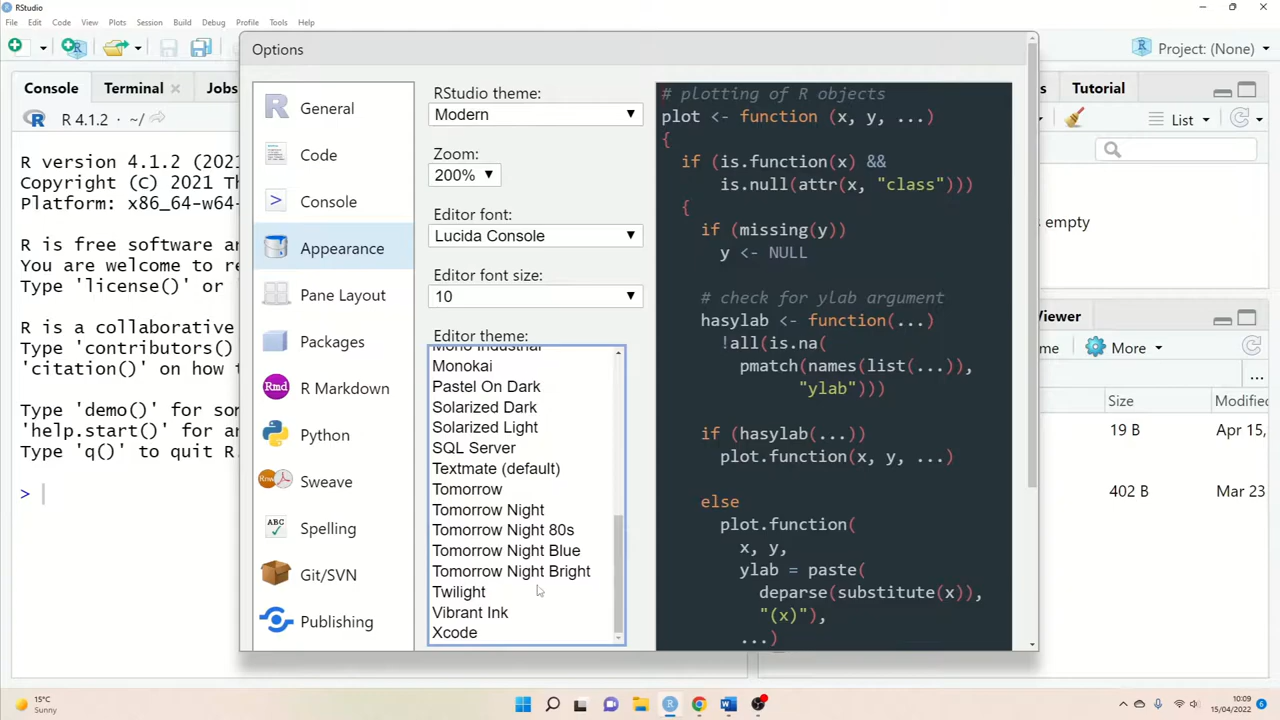 RStudio
File Edit Code View Plots Session Build Debug Profile Tools Help
Project: (None)
Console
Terminal
Jobs
Tutorial
R 4.1.2 · ~/
List
R version 4.1.2 (2021
Copyright (C) 2021 Th
Platform: x86_64-w64-
R is free software an
You are welcome to re
Type 'license()' or
R is a collaborative
Type 'contributors()
'citation()' on how t
Type 'demo()' for som
'help.start()' for an
Type 'q()' to quit R.
>
Options
General
Code
Console
Appearance
Pane Layout
Packages
R Markdown
Python
Sweave
Spelling
Git/SVN
Publishing
RStudio theme:
Modern
Zoom:
200%
Editor font:
Lucida Console
Editor font size:
10
Editor theme:
Mono Industrial
Monokai
Pastel On Dark
Solarized Dark
Solarized Light
SQL Server
Textmate (default)
Tomorrow
Tomorrow Night
Tomorrow Night 80s
Tomorrow Night Blue
Tomorrow Night Bright
Twilight
Vibrant Ink
Xcode
# plotting of R objects
plot <- function (x, y, ...)
{
if (is.function(x) &&
is.null(attr(x, "class")))
{
if (missing(y))
y <- NULL
# check for ylab argument
hasylab <- function(...)
!all(is.na(
pmatch(names(list(...)),
"ylab")))
if (hasylab(...))
plot.function(x, y, ...)
else
plot.function(
x, y,
ylab = paste(
deparse(substitute(x)),
"(x)"),
...)
s empty
Viewer
me
More
...
Size
Modified
19 B
Apr 15,
402 B
Mar 23
15°C
Sunny
10:09
15/04/2022
6